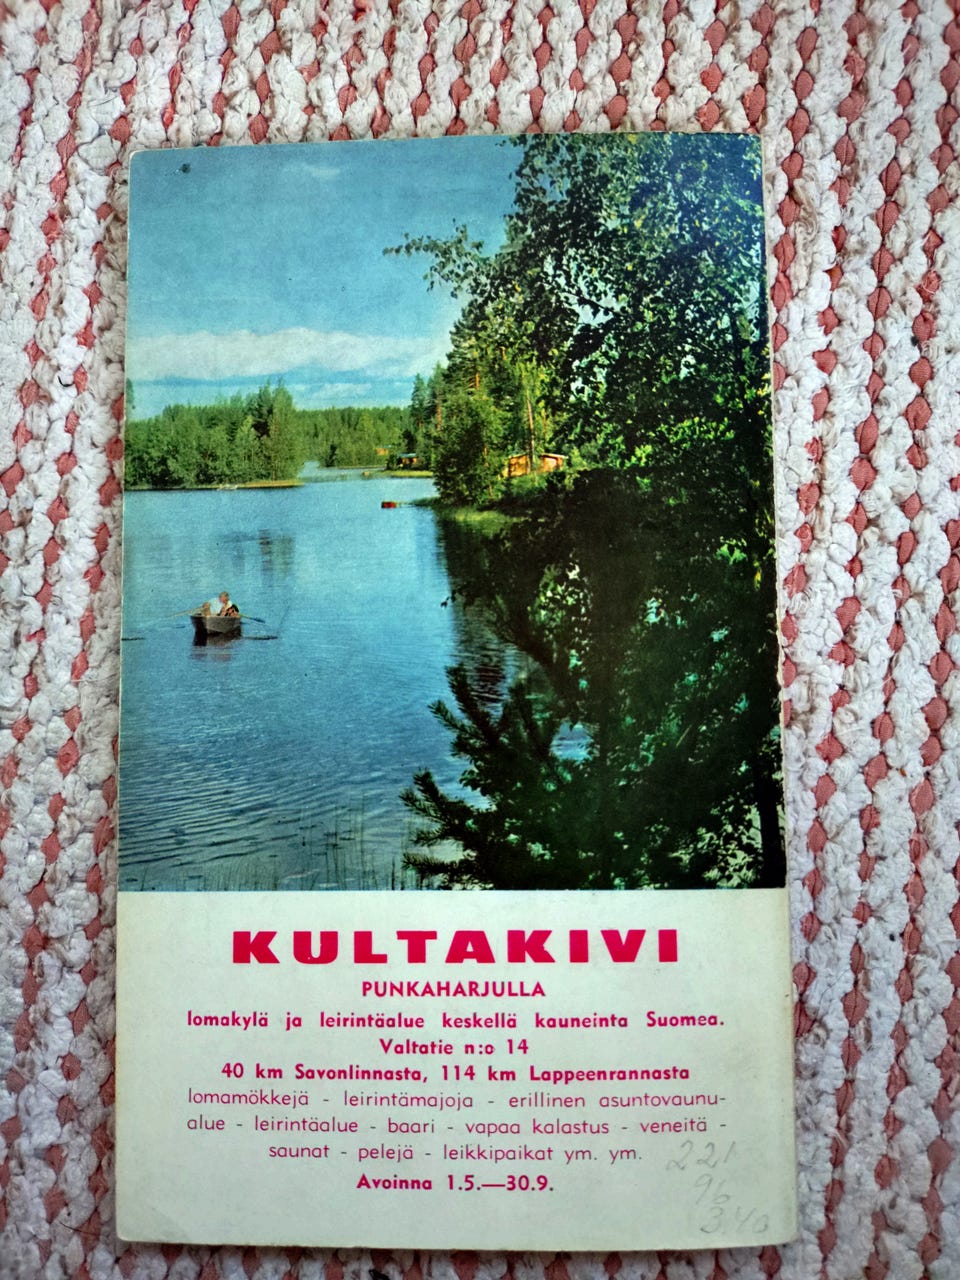 KULTAKIVI
PUNKAHARJULLA
lomakylä ja leirintäalue keskellä kauneinta Suomea.
Valtatie n:o 14
40 km Savonlinnasta, 114 km Lappeenrannasta
lomamökkejä - leirintämajoja - erillinen asuntovaunu-
alue - leirintäalue - baari - vapaa kalastus - veneitä -
saunat - pelejä - leikkipaikat ym. ym.
Avoinna 1.5.—30.9.
221
96